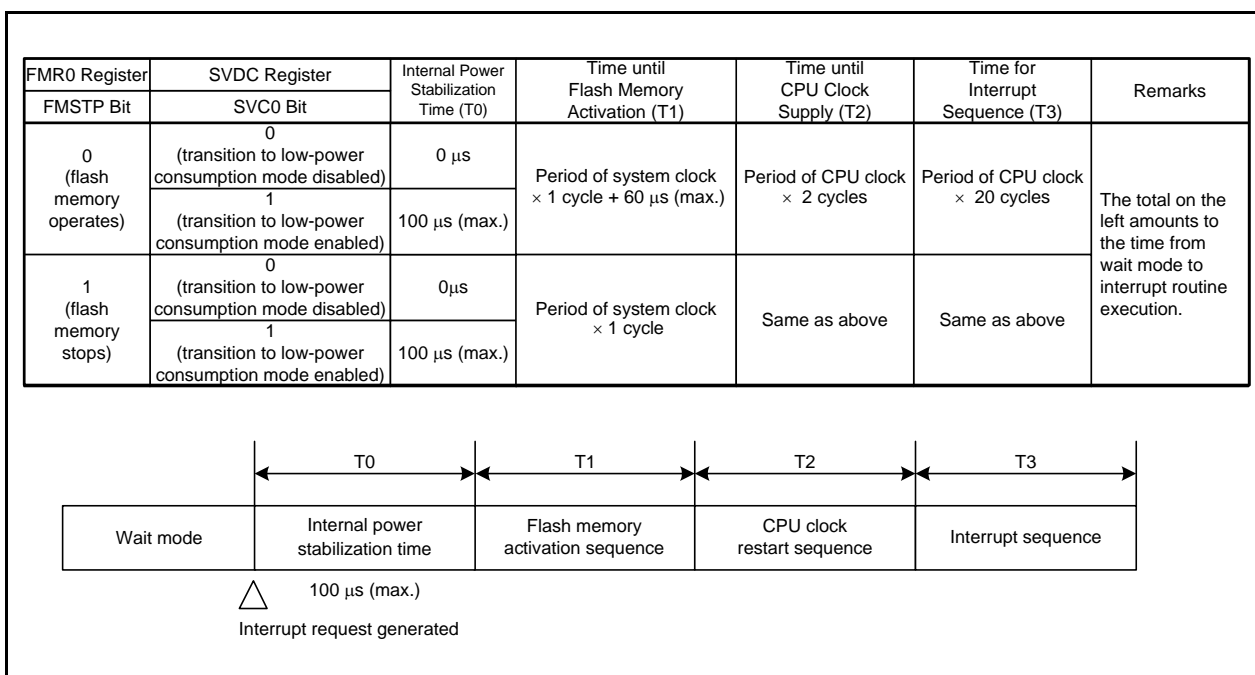 FMR0 Register
FMSTP Bit
SVDC Register
SVC0 Bit
Internal Power
Stabilization
Time (T0)
Time until
Flash Memory
Activation (T1)
Time until
CPU Clock
Supply (T2)
Time for
Interrupt
Sequence (T3)
Remarks
0
(flash
memory
operates)
0
(transition to low-power
consumption mode disabled)
0 μs
1
(transition to low-power
consumption mode enabled)
100 μs (max.)
Period of system clock
× 1 cycle + 60 μs (max.)
Period of CPU clock
× 2 cycles
Period of CPU clock
× 20 cycles
The total on the
left amounts to
the time from
wait mode to
interrupt routine
execution.
1
(flash
memory
stops)
0
(transition to low-power
consumption mode disabled)
0μs
1
(transition to low-power
consumption mode enabled)
100 μs (max.)
Period of system clock
× 1 cycle
Same as above
Same as above
T0
T1
T2
T3
Wait mode
Internal power
stabilization time
Flash memory
activation sequence
CPU clock
restart sequence
Interrupt sequence
100 μs (max.)
Interrupt request generated